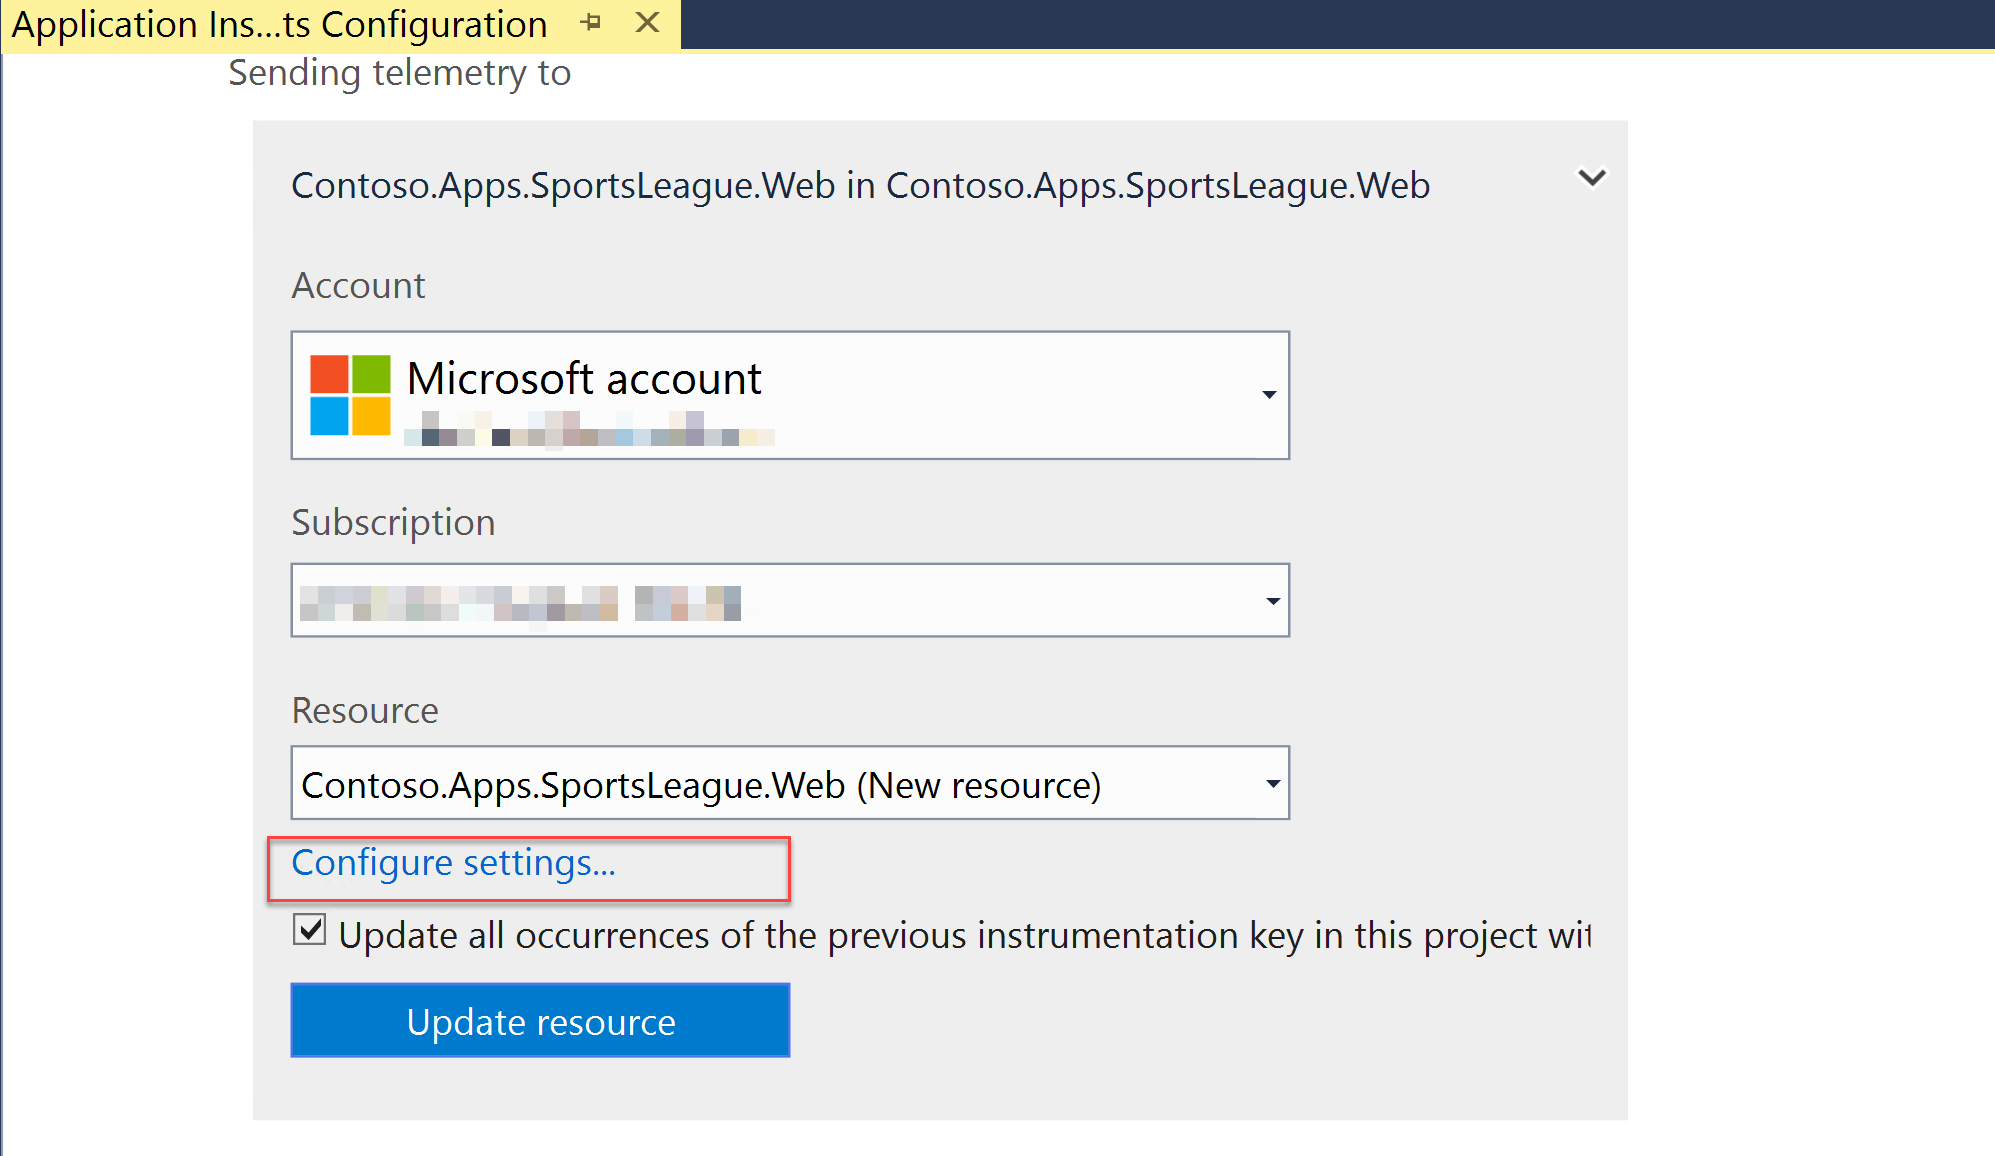 Application Ins...ts Configuration
Sending telemetry to
Contoso.Apps.SportsLeague.Web in Contoso.Apps.SportsLeague.Web
Account
Microsoft account
Subscription
Resource
Contoso.Apps.SportsLeague.Web (New resource)
Configure settings...
Update all occurrences of the previous instrumentation key in this project wit
Update resource